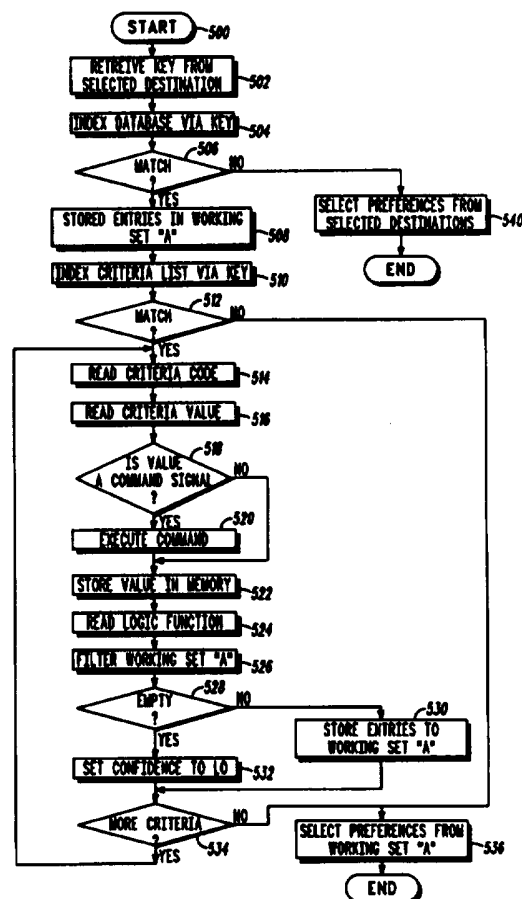 START
500
RETREIVE KEY FROM
SELECTED DESTINATION
502
INDEX DATABASE VIA KEY
504
506
MATCH
?
NO
YES
STORED ENTRIES IN WORKING
SET "A"
508
SELECT PREFERENCES FROM
SELECTED DESTINATIONS
540
END
INDEX CRITERIA LIST VIA KEY
510
512
MATCH
?
NO
YES
READ CRITERIA CODE
514
READ CRITERIA VALUE
516
518
IS VALUE
A COMMAND SIGNAL
?
NO
YES
520
EXECUTE COMMAND
STORE VALUE IN MEMORY
522
READ LOGIC FUNCTION
524
FILTER WORKING SET "A"
526
528
EMPTY
?
NO
YES
530
STORE ENTRIES TO
WORKING SET "A"
SET CONFIDENCE TO LO
532
MORE CRITERIA
?
NO
534
YES
SELECT PREFERENCES FROM
WORKING SET "A"
536
END